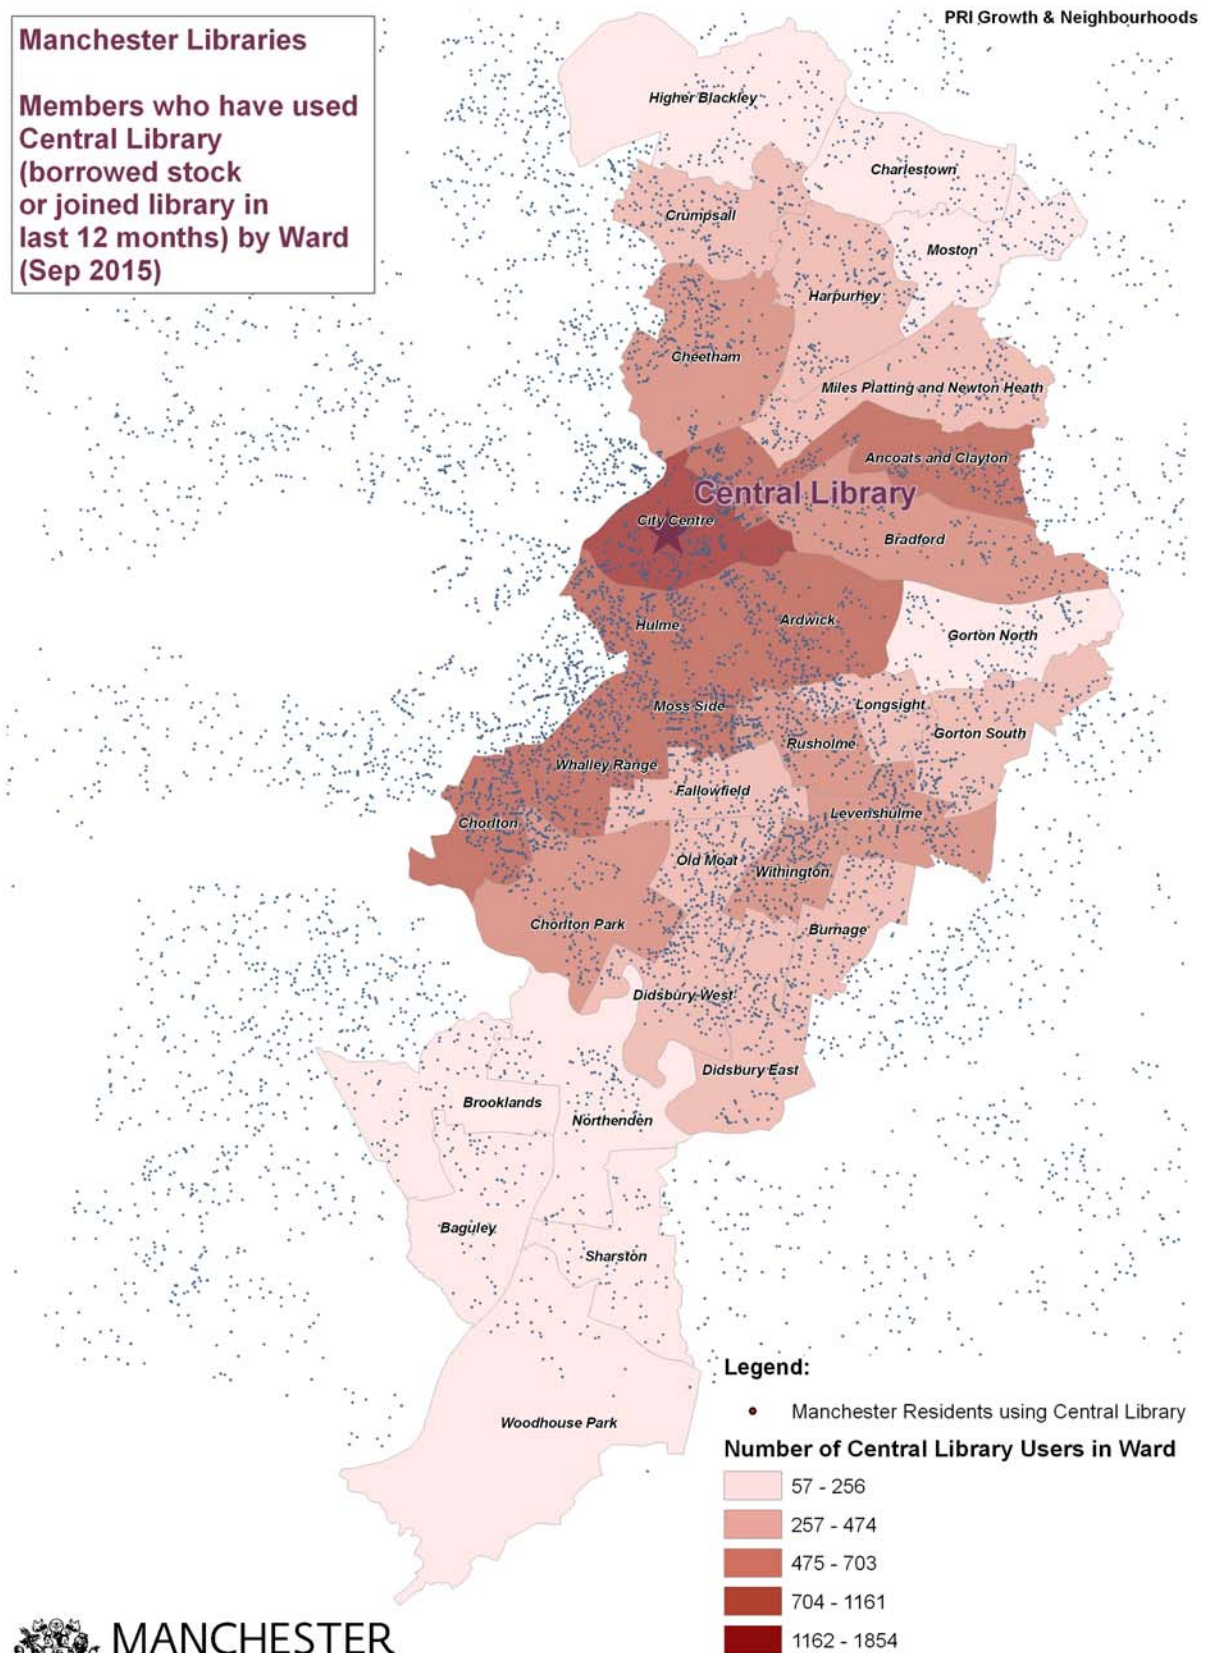 PRI Growth & Neighbourhoods
Manchester Libraries
Members who have used
Central Library
(borrowed stock
or joined library in
last 12 months) by Ward
(Sep 2015)
Higher Blackley
Charlestown
Crumpsall
Moston
Harpurhey
Cheetham
Miles Platting and Newton Heath
Ancoats and Clayton
Central Library
City Centre
Bradford
Hulme
Ardwick
Gorton North
Moss Side
Longsight
Gorton South
Rusholme
Whalley Range
Fallowfield
Levenshulme
Chorlton
Old Moat
Withington
Chorlton Park
Burnage
Didsbury West
Didsbury East
Brooklands
Northenden
Baguley
Sharston
Woodhouse Park
Legend:
Manchester Residents using Central Library
Number of Central Library Users in Ward
57 - 256
257 - 474
475 - 703
704 - 1161
1162 - 1854
MANCHESTER